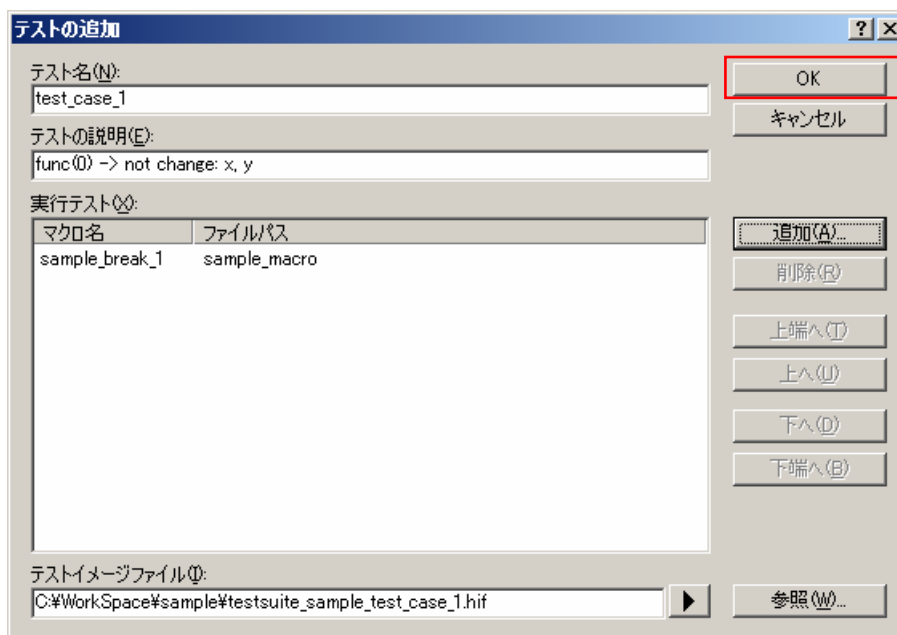 テストの追加
テスト名(N):
test_case_1
テストの説明(E):
func(0) -> not change: x, y
実行テスト(X):
マクロ名 ファイルパス
sample_break_1 sample_macro
テストイメージファイル(I):
C:¥WorkSpace¥sample¥testsuite_sample_test_case_1.hif
OK
キャンセル
追加(A)...
削除(R)
上端へ(T)
上へ(U)
下へ(D)
下端へ(B)
参照(W)...